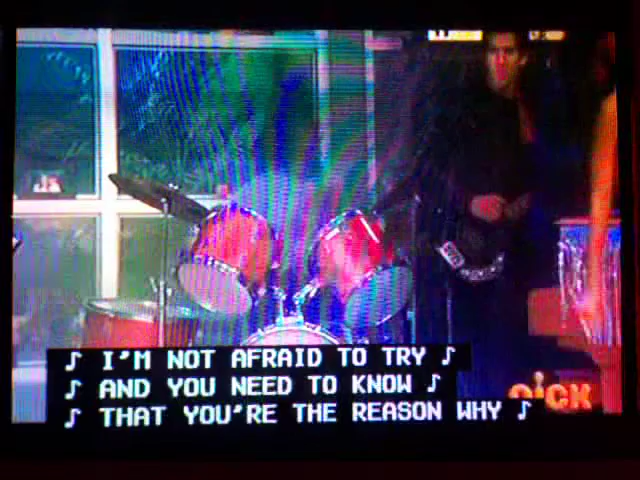 ♪ I'M NOT AFRAID TO TRY ♪
♪ AND YOU NEED TO KNOW ♪
♪ THAT YOU'RE THE REASON WHY ♪
nick